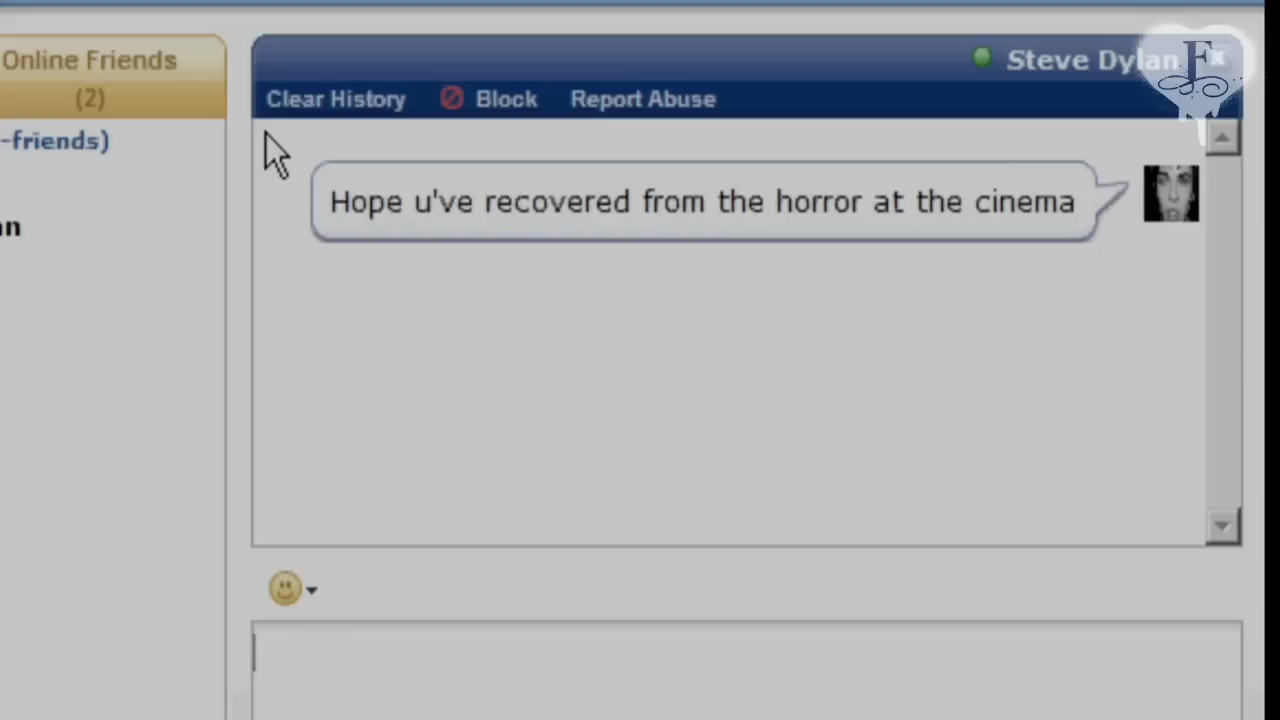 Online Friends
(2)
-friends)
an
Steve Dylan
x
Clear History
Block
Report Abuse
Hope u've recovered from the horror at the cinema
F